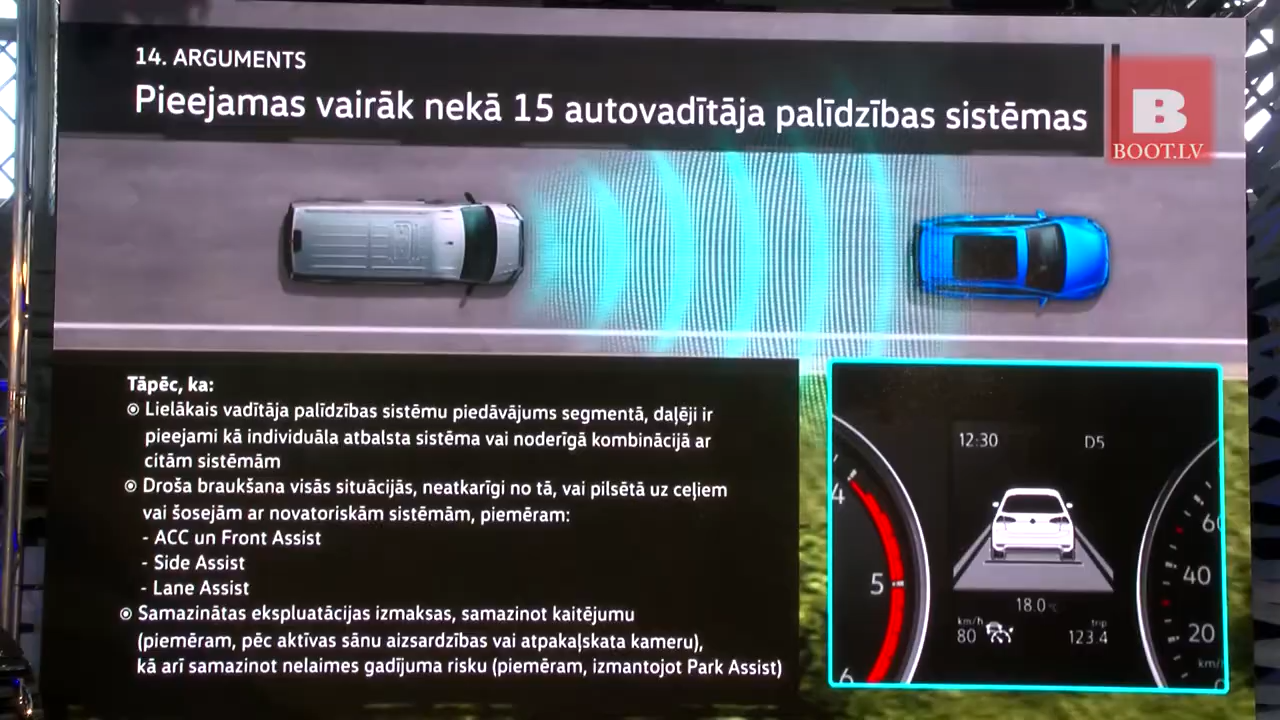 14. ARGUMENTS
Pieejamas vairāk nekā 15 autovadītāja palīdzības sistēmas
B
BOOT.LV
Tāpēc, ka:
Lielākais vadītāja palīdzības sistēmu piedāvājums segmentā, daļēji ir
pieejami kā individuāla atbalsta sistēma vai noderīgā kombinācijā ar
citām sistēmām
Droša braukšana visās situācijās, neatkarīgi no tā, vai pilsētā uz ceļiem
vai šosejām ar novatoriskām sistēmām, piemēram:
- ACC un Front Assist
- Side Assist
- Lane Assist
Samazinātas ekspluatācijas izmaksas, samazinot kaitējumu
(piemēram, pēc aktīvas sānu aizsardzības vai atpakaļskata kameru),
kā arī samazinot nelaimes gadījuma risku (piemēram, izmantojot Park Assist)
12:30 D5
4
5
6
18.0°C
km/h
80
trip
123 4
60
40
20
km/h
0